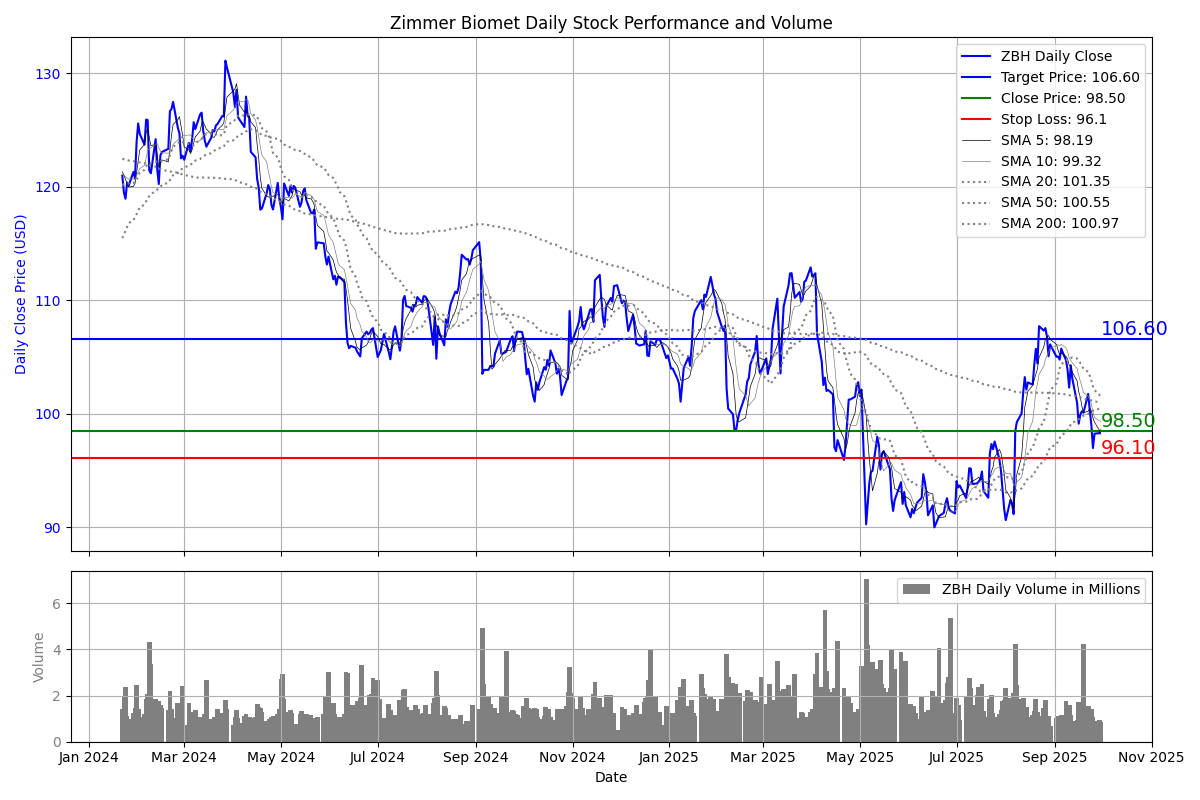 Zimmer Biomet Daily Stock Performance and Volume
Daily Close Price (USD)
130
120
110
100
90
ZBH Daily Close
Target Price: 106.60
Close Price: 98.50
Stop Loss: 96.1
SMA 5: 98.19
SMA 10: 99.32
SMA 20: 101.35
SMA 50: 100.55
SMA 200: 100.97
106.60
98.50
96.10
Volume
6
4
2
0
ZBH Daily Volume in Millions
Jan 2024 Mar 2024 May 2024 Jul 2024 Sep 2024 Nov 2024 Jan 2025 Mar 2025 May 2025 Jul 2025 Sep 2025 Nov 2025
Date